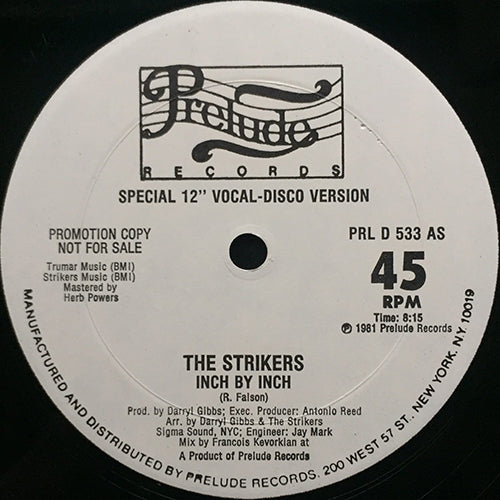 Prelude
RECORDS
SPECIAL 12" VOCAL-DISCO VERSION
PROMOTION COPY
NOT FOR SALE
Trumar Music (BMI)
Strikers Music (BMI)
Mastered by
Herb Powers
PRL D 533 AS
45
RPM
Time: 8:15
℗ 1981 Prelude Records
THE STRIKERS
INCH BY INCH
(R. Faison)
Prod. by Darryl Gibbs; Exec. Producer: Antonio Reed
Arr. by Darryl Gibbs & The Strikers
Sigma Sound, NYC; Engineer: Jay Mark
Mix by Francois Kevorkian at
A Product of Prelude Records
MANUFACTURED AND DISTRIBUTED BY PRELUDE RECORDS, 200 WEST 57 ST., NEW YORK, N.Y. 10019